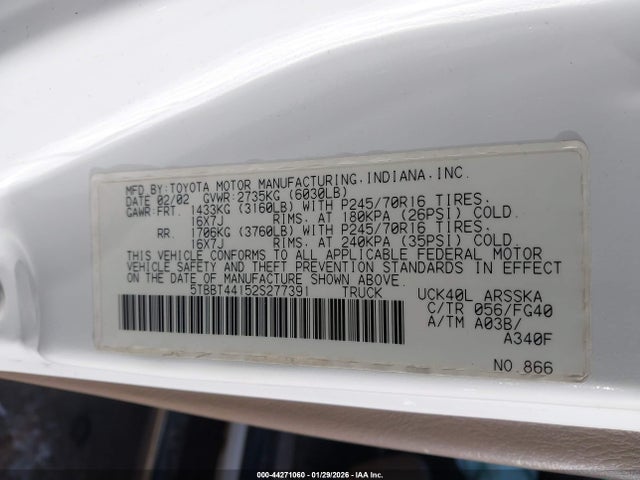 MFD.BY:TOYOTA MOTOR MANUFACTURING,INDIANA,INC.
DATE 02/02 GVWR:2735KG (6030LB)
GAWR:FRT. 1433KG (3160LB) WITH P245/70R16 TIRES.
16X7J RIMS. AT 180KPA (26PSI) COLD.
RR 1706KG (3760LB) WITH P245/70R16 TIRES.
16X7J RIMS. AT 240KPA (35PSI) COLD.
THIS VEHICLE CONFORMS TO ALL APPLICABLE FEDERAL MOTOR
VEHICLE SAFETY AND THEFT PREVENTION STANDARDS IN EFFECT
ON THE DATE OF MANUFACTURE SHOWN ABOVE.
5TBBT44152S277391 TRUCK
UCK40L ARSSKA
C/TR 056/FG40
A/TM A03B/
A340F
NO.866
000-44271060 | 01/29/2026 | IAA Inc.